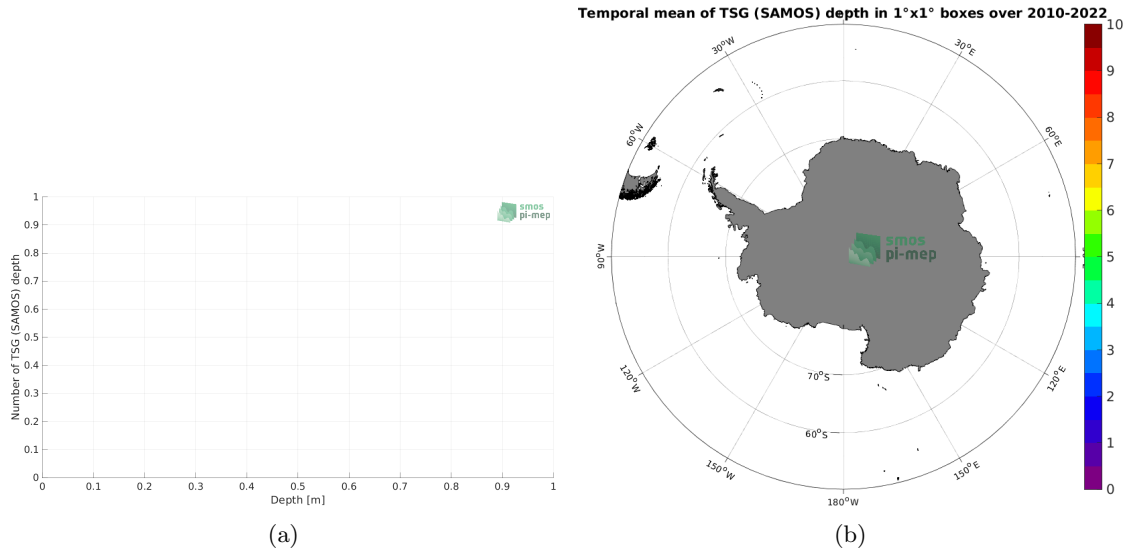 Temporal mean of TSG (SAMOS) depth in 1°x1° boxes over 2010-2022
1
0.9
0.8
0.7
0.6
0.5
0.4
0.3
0.2
0.1
0
Number of TSG (SAMOS) depth
smos
pi-mep
0 0.1 0.2 0.3 0.4 0.5 0.6 0.7 0.8 0.9 1
Depth [m]
(a)
30°W
30°E
60°W
60°E
90°W
smos
pi-mep
120°W
120°E
70°S
60°S
150°W
150°E
180°W
10
9
8
7
6
5
4
3
2
1
0
(b)